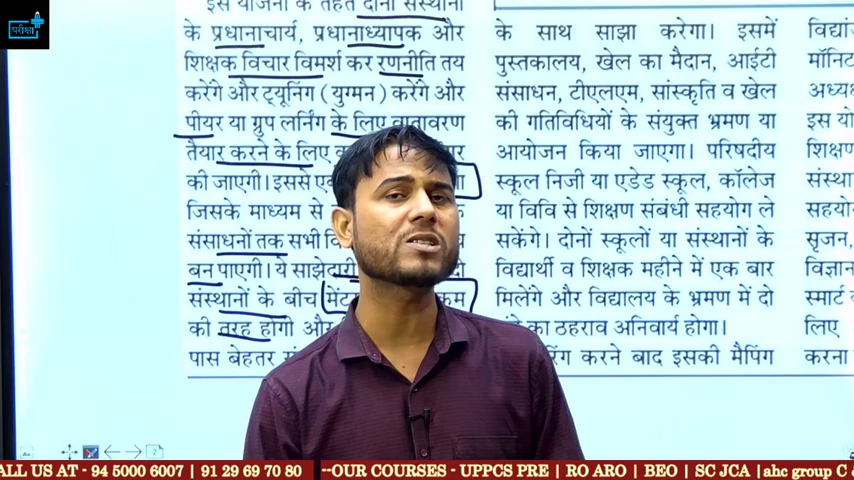 परीक्षा
इस योजना के तहत दोनों संस्थानों
के प्रधानाचार्य, प्रधानाध्यापक और
शिक्षक विचार विमर्श कर रणनीति तय
करेंगे और ट्यूनिंग (युग्मन) करेंगे और
पीयर या ग्रुप लर्निंग के लिए वातावरण
तैयार करने के लिए
की जाएगी। इससे
जिसके माध्यम से
संसाधनों तक सभी
बन पाएगी। ये साझेदारी दो
संस्थानों के बीच
की तरह होगी और
पास बेहतर
के साथ साझा करेगा। इसमें
पुस्तकालय, खेल का मैदान, आईटी
संसाधन, टीएलएम, सांस्कृति व खेल
की गतिविधियों के संयुक्त भ्रमण या
आयोजन किया जाएगा। परिषदीय
स्कूल निजी या एडेड स्कूल, कॉलेज
या विवि से शिक्षण संबंधी सहयोग ले
सकेंगे। दोनों स्कूलों या संस्थानों के
विद्यार्थी व शिक्षक महीने में एक बार
मिलेंगे और विद्यालय के भ्रमण में दो
का ठहराव अनिवार्य होगा।
करने बाद इसकी मैपिंग
इस
शिक्षण
संस्था
सृजन,
स्मार्ट
लिए
करना
2
ALL US AT - 94 5000 6007 | 91 29 69 70 80 --OUR COURSES - UPPCS PRE | RO ARO | BEO | SC JCA |ahc group C &